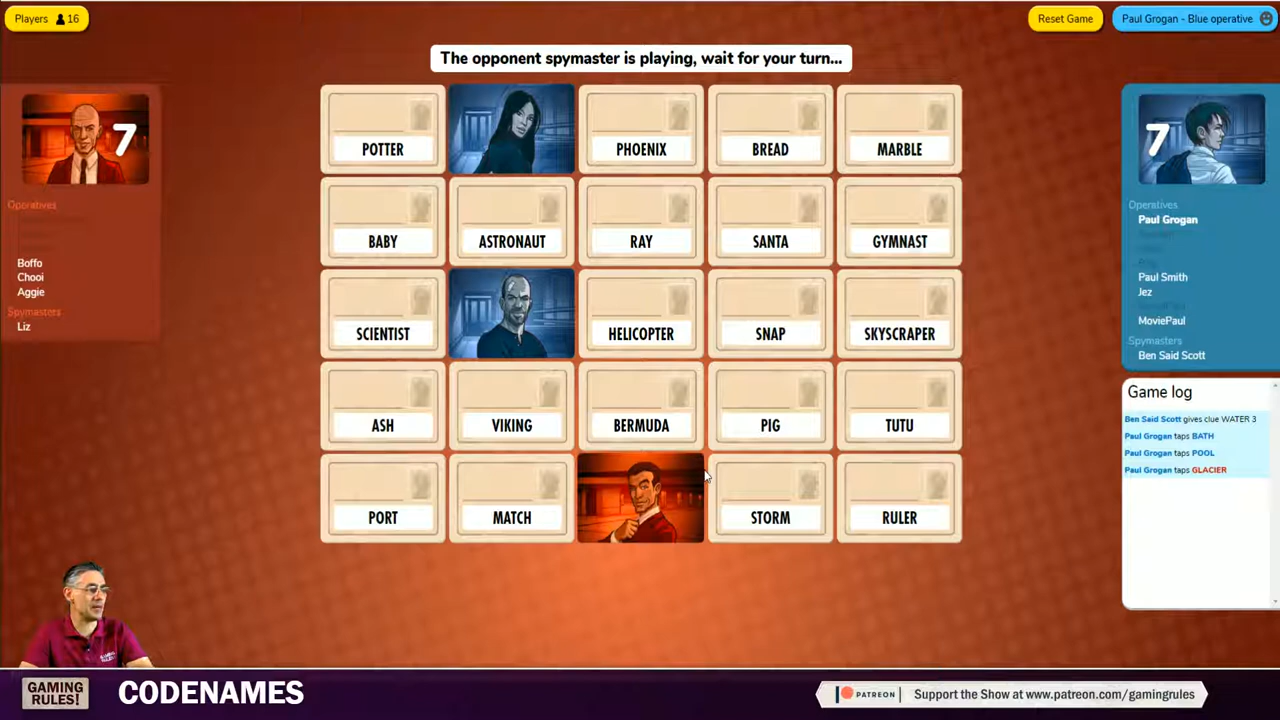 Players 16
Reset Game
Paul Grogan - Blue operative
The opponent spymaster is playing, wait for your turn...
7
Operatives
Boffo
Chooi
Aggie
Spymasters
Liz
POTTER
PHOENIX
BREAD
MARBLE
BABY
ASTRONAUT
RAY
SANTA
GYMNAST
SCIENTIST
HELICOPTER
SNAP
SKYSCRAPER
ASH
VIKING
BERMUDA
PIG
TUTU
PORT
MATCH
STORM
RULER
7
Operatives
Paul Grogan
Paul Smith
Jez
MoviePaul
Spymasters
Ben Said Scott
Game log
Ben Said Scott gives clue WATER 3
Paul Grogan taps BATH
Paul Grogan taps POOL
Paul Grogan taps GLACIER
GAMING
RULES!
CODENAMES
PATREON
Support the Show at www.patreon.com/gamingrules